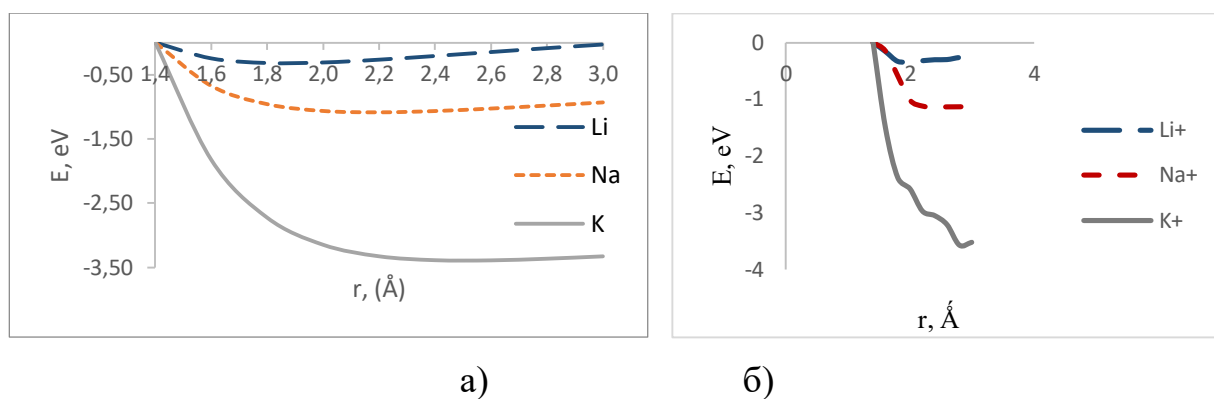 -0,50
-1,50
-2,50
-3,50
E, eV
1,4 1,6 1,8 2,0 2,2 2,4 2,6 2,8 3,0
r, (Å)
Li
Na
K
0
-1
-2
-3
-4
E, eV
0 2 4
r, Ǻ
Li+
Na+
K+
а) б)